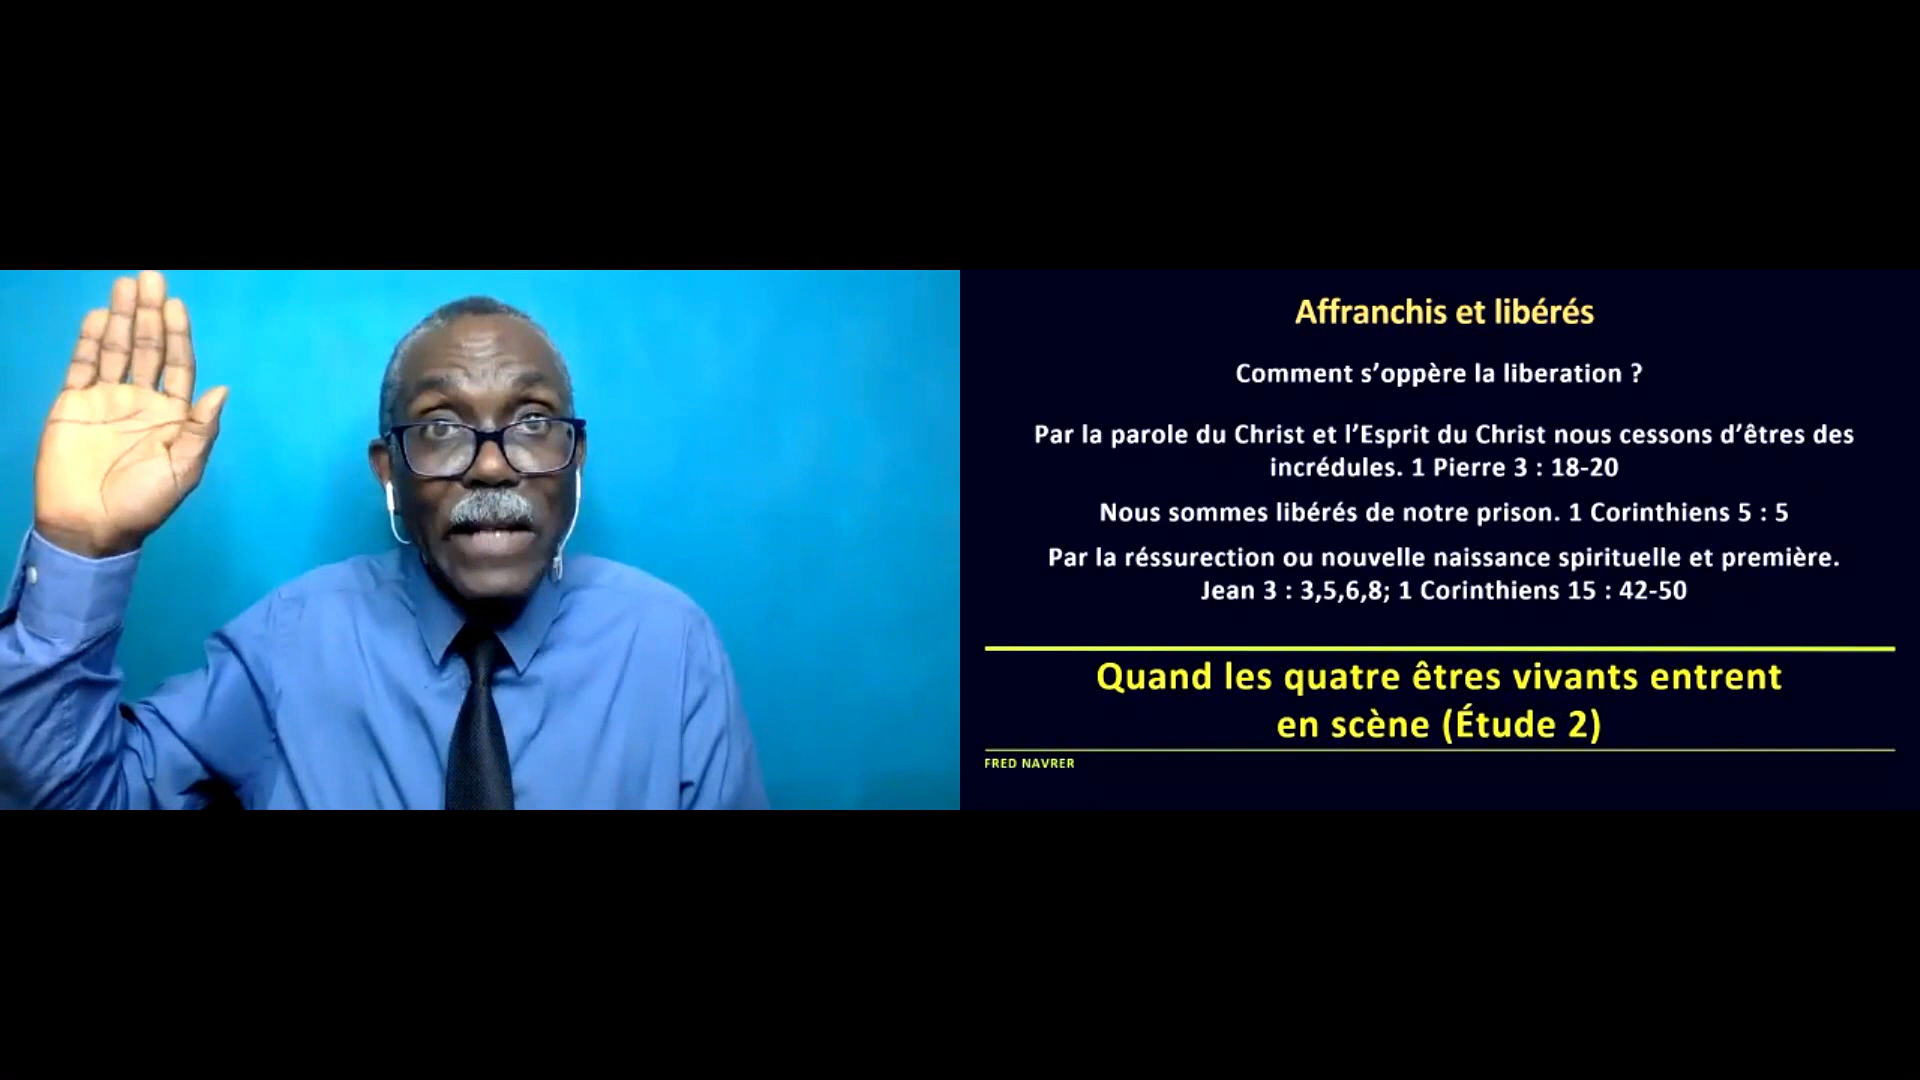 Affranchis et libérés
Comment s’oppère la liberation ?
Par la parole du Christ et l’Esprit du Christ nous cessons d’êtres des
incrédules. 1 Pierre 3 : 18-20
Nous sommes libérés de notre prison. 1 Corinthiens 5 : 5
Par la réssurection ou nouvelle naissance spirituelle et première.
Jean 3 : 3,5,6,8; 1 Corinthiens 15 : 42-50
Quand les quatre êtres vivants entrent
en scène (Étude 2)
FRED NAVRER